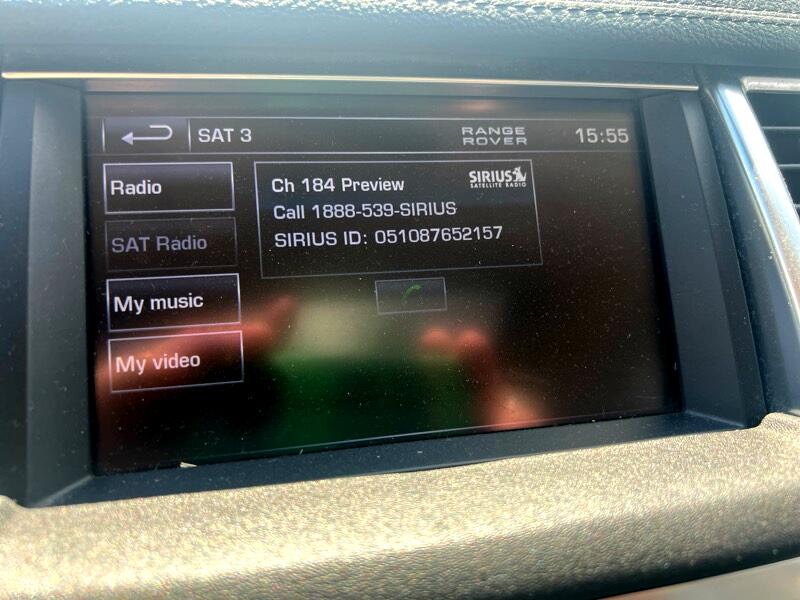 SAT 3
RANGE
ROVER
15:55
Radio
SAT Radio
My music
My video
Ch 184 Preview
SIRIUS
SATELLITE RADIO
Call 1888-539-SIRIUS
SIRIUS ID: 051087652157